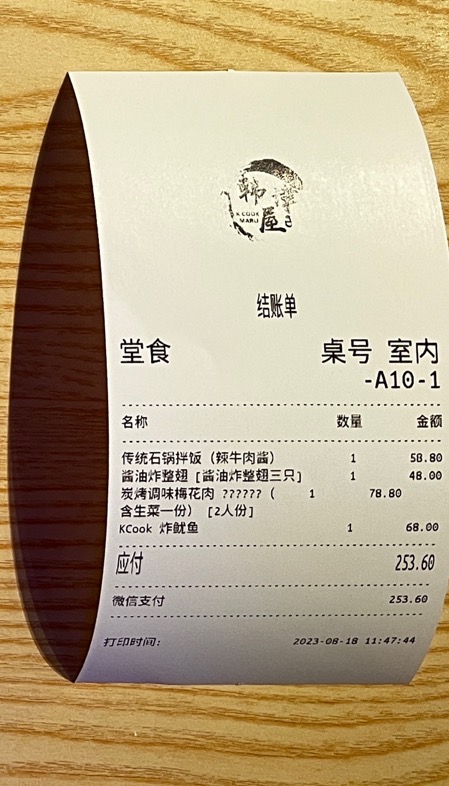 韩
屋
K COOK
MARU
结账单
堂食 桌号 室内
-A10-1
名称 数量 金额
传统石锅拌饭（辣牛肉酱） 1 58.80
酱油炸整翅 [酱油炸整翅三只] 1 48.00
炭烤调味梅花肉 ??????（ 1 78.80
含生菜一份） [2人份]
KCook 炸鱿鱼 1 68.00
应付 253.60
微信支付 253.60
打印时间: 2023-08-18 11:47:44